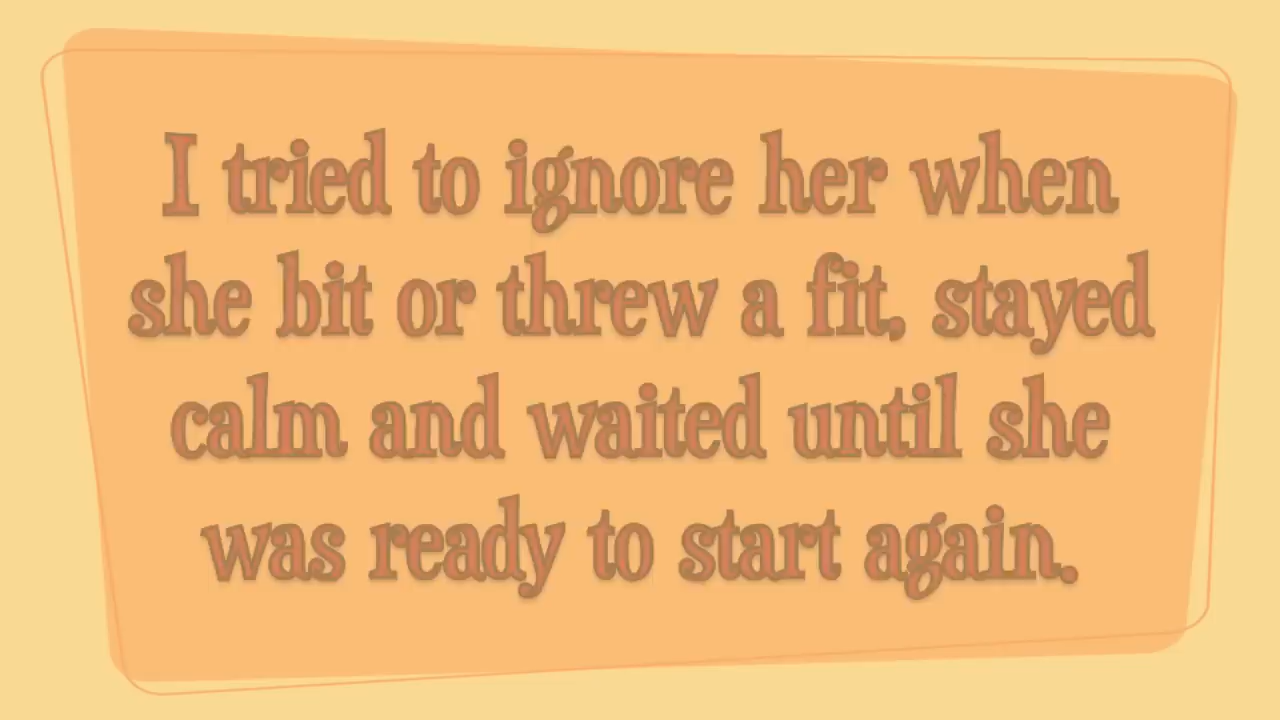 I tried to ignore her when
she bit or threw a fit, stayed
calm and waited until she
was ready to start again.